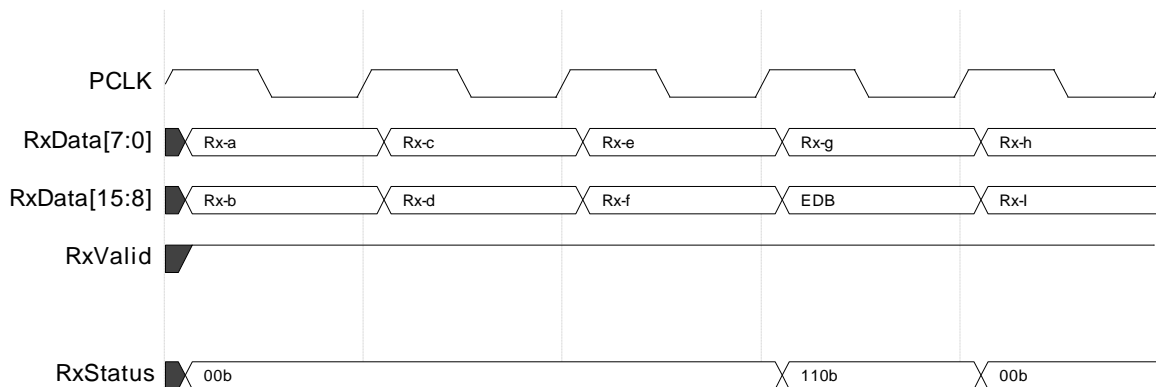 PCLK
RxData[7:0] Rx-a Rx-c Rx-e Rx-g Rx-h
RxData[15:8] Rx-b Rx-d Rx-f EDB Rx-I
RxValid
RxStatus 00b 110b 00b